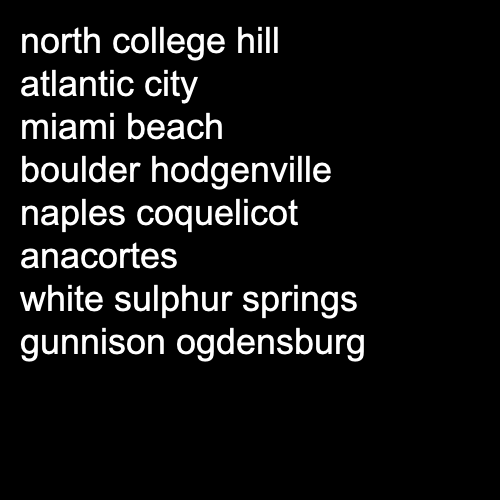 north college hill
atlantic city
miami beach
boulder hodgenville
naples coquelicot
anacortes
white sulphur springs
gunnison ogdensburg